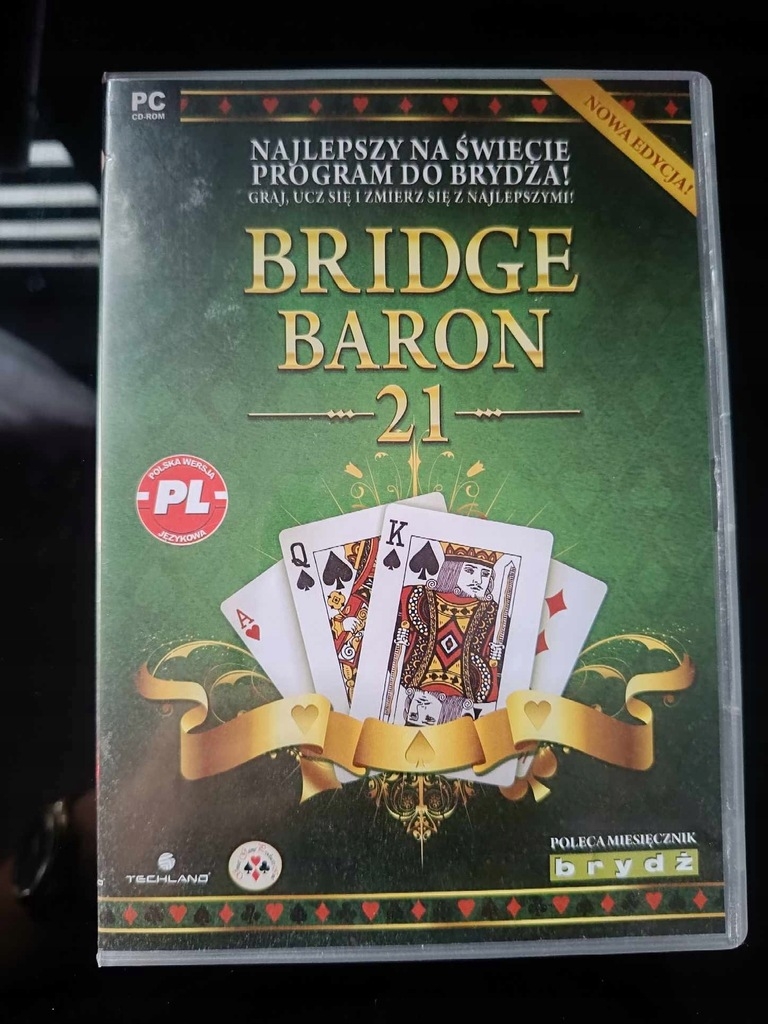 PC
CD-ROM
NOWA EDYCJA!
NAJLEPSZY NA ŚWIECIE
PROGRAM DO BRYDŻA!
GRAJ, UCZ SIĘ I ZMIERZ SIĘ Z NAJLEPSZYMI!
BRIDGE
BARON
21
POLSKA WERSJA
PL
JĘZYKOWA
A
Q
K
POLECA MIESIĘCZNIK
brydż
TECHLAND